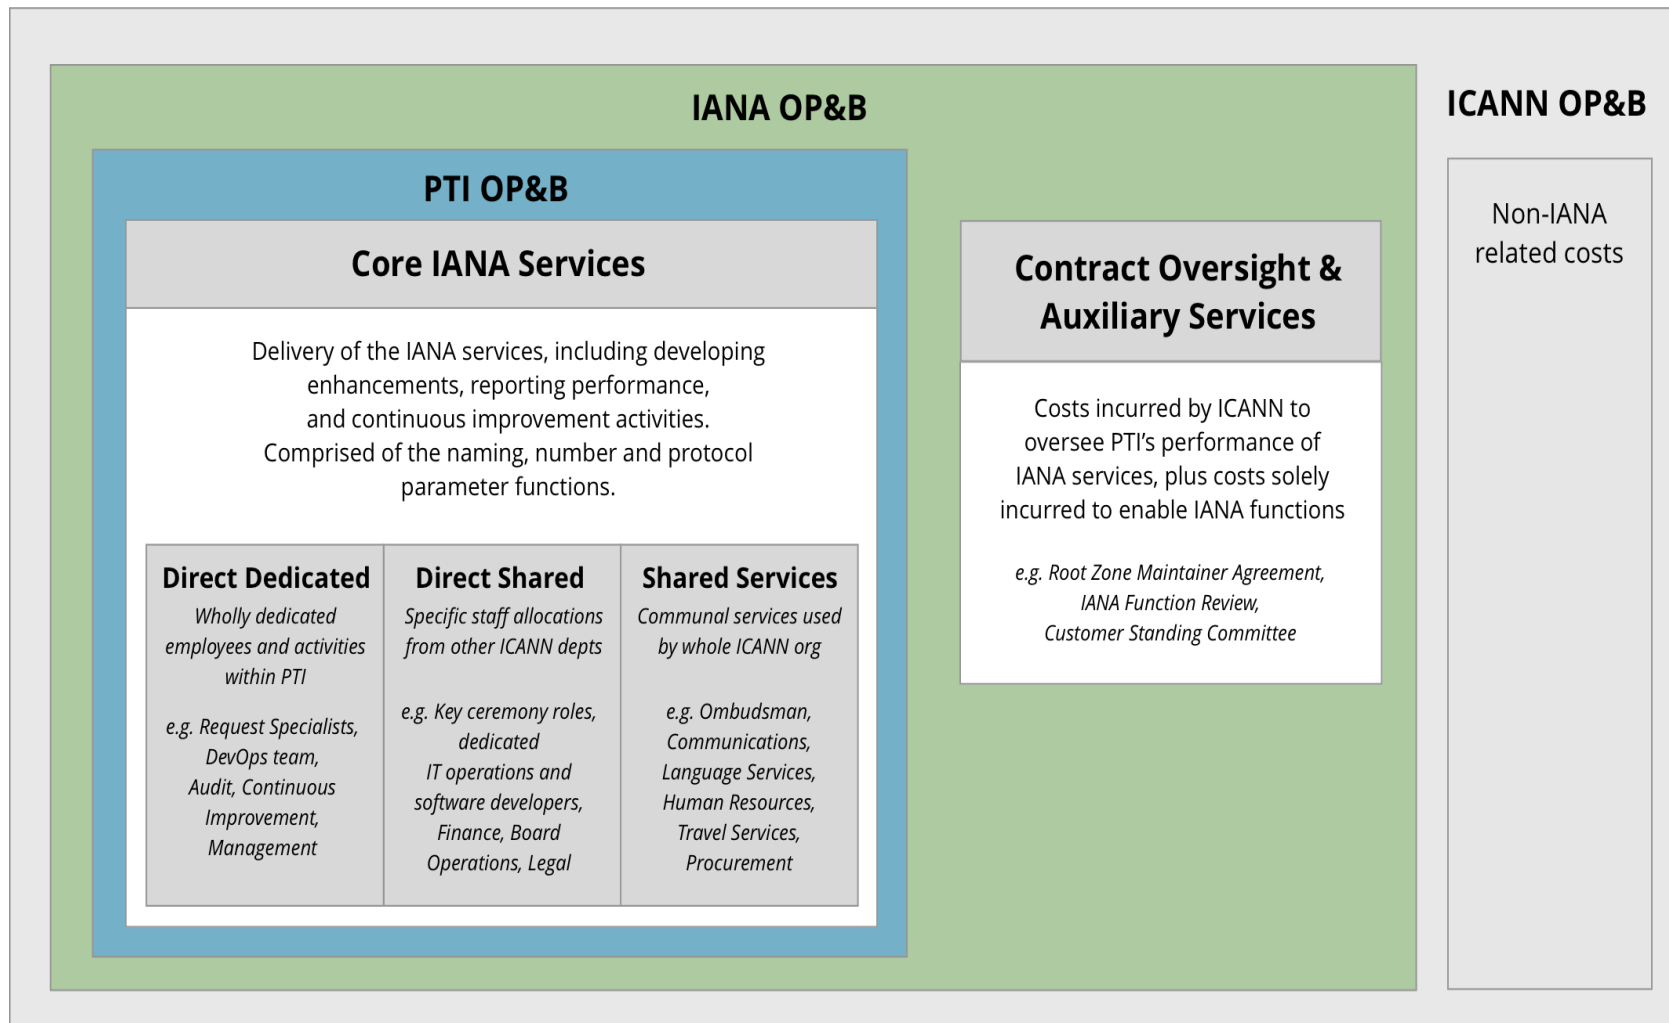 IANA OP&B
ICANN OP&B
PTI OP&B
Core IANA Services
Delivery of the IANA services, including developing
enhancements, reporting performance,
and continuous improvement activities.
Comprised of the naming, number and protocol
parameter functions.
Direct Dedicated
Wholly dedicated
employees and activities
within PTI
e.g. Request Specialists,
DevOps team,
Audit, Continuous
Improvement,
Management
Direct Shared
Specific staff allocations
from other ICANN depts
e.g. Key ceremony roles,
dedicated
IT operations and
software developers,
Finance, Board
Operations, Legal
Shared Services
Communal services used
by whole ICANN org
e.g. Ombudsman,
Communications,
Language Services,
Human Resources,
Travel Services,
Procurement
Contract Oversight &
Auxiliary Services
Costs incurred by ICANN to
oversee PTI’s performance of
IANA services, plus costs solely
incurred to enable IANA functions
e.g. Root Zone Maintainer Agreement,
IANA Function Review,
Customer Standing Committee
Non-IANA
related costs